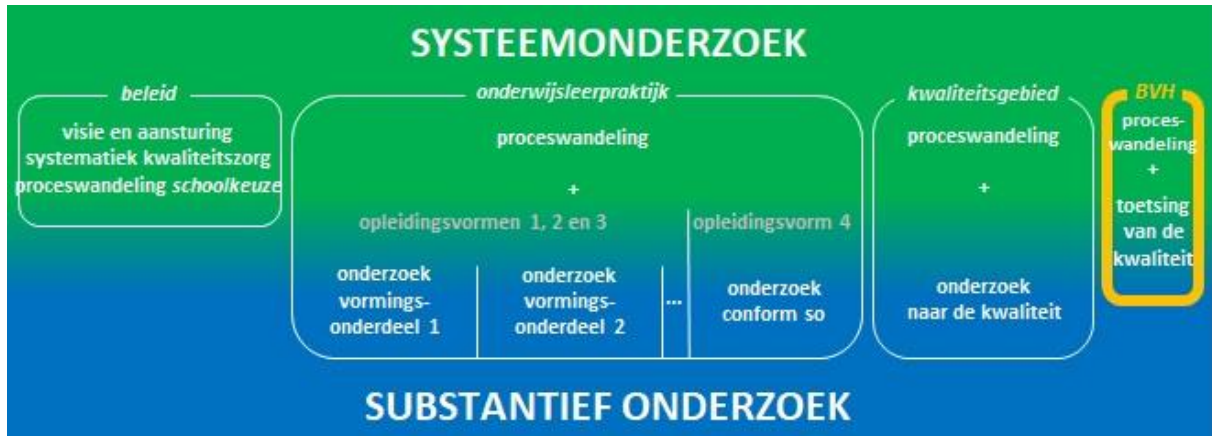 SYSTEEMONDERZOEK
beleid
visie en aansturing
systematiek kwaliteitszorg
proceswandeling schoolkeuze
onderwijsleerpraktijk
proceswandeling
+
opleidingsvormen 1, 2 en 3
opleidingsvorm 4
onderzoek
vormings-
onderdeel 1
onderzoek
vormings-
onderdeel 2
...
onderzoek
conform so
kwaliteitsgebied
proceswandeling
+
onderzoek
naar de kwaliteit
BVH
proces-
wandeling
+
toetsing
van de
kwaliteit
SUBSTANTIEF ONDERZOEK